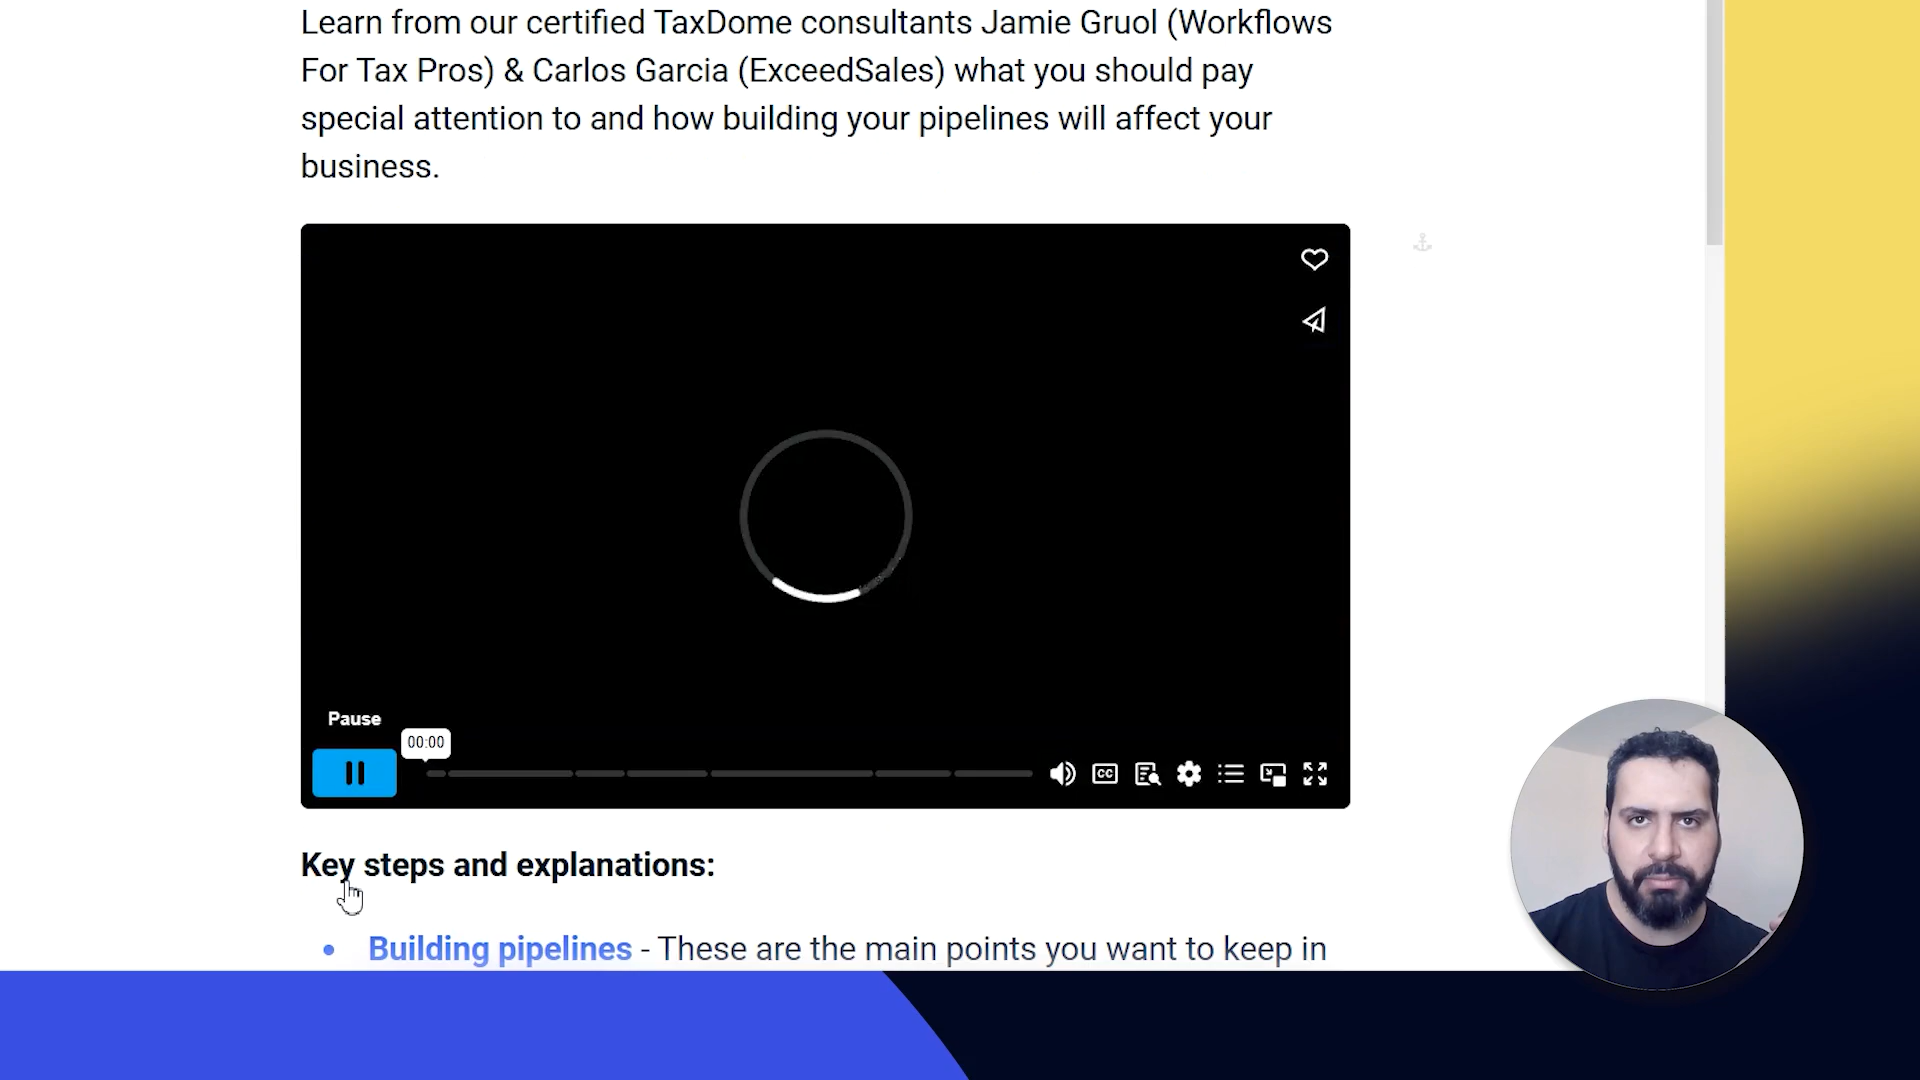 Learn from our certified TaxDome consultants Jamie Gruol (Workflows
For Tax Pros) & Carlos Garcia (ExceedSales) what you should pay
special attention to and how building your pipelines will affect your
business.
Pause
00:00
CC
Key steps and explanations:
• Building pipelines - These are the main points you want to keep in